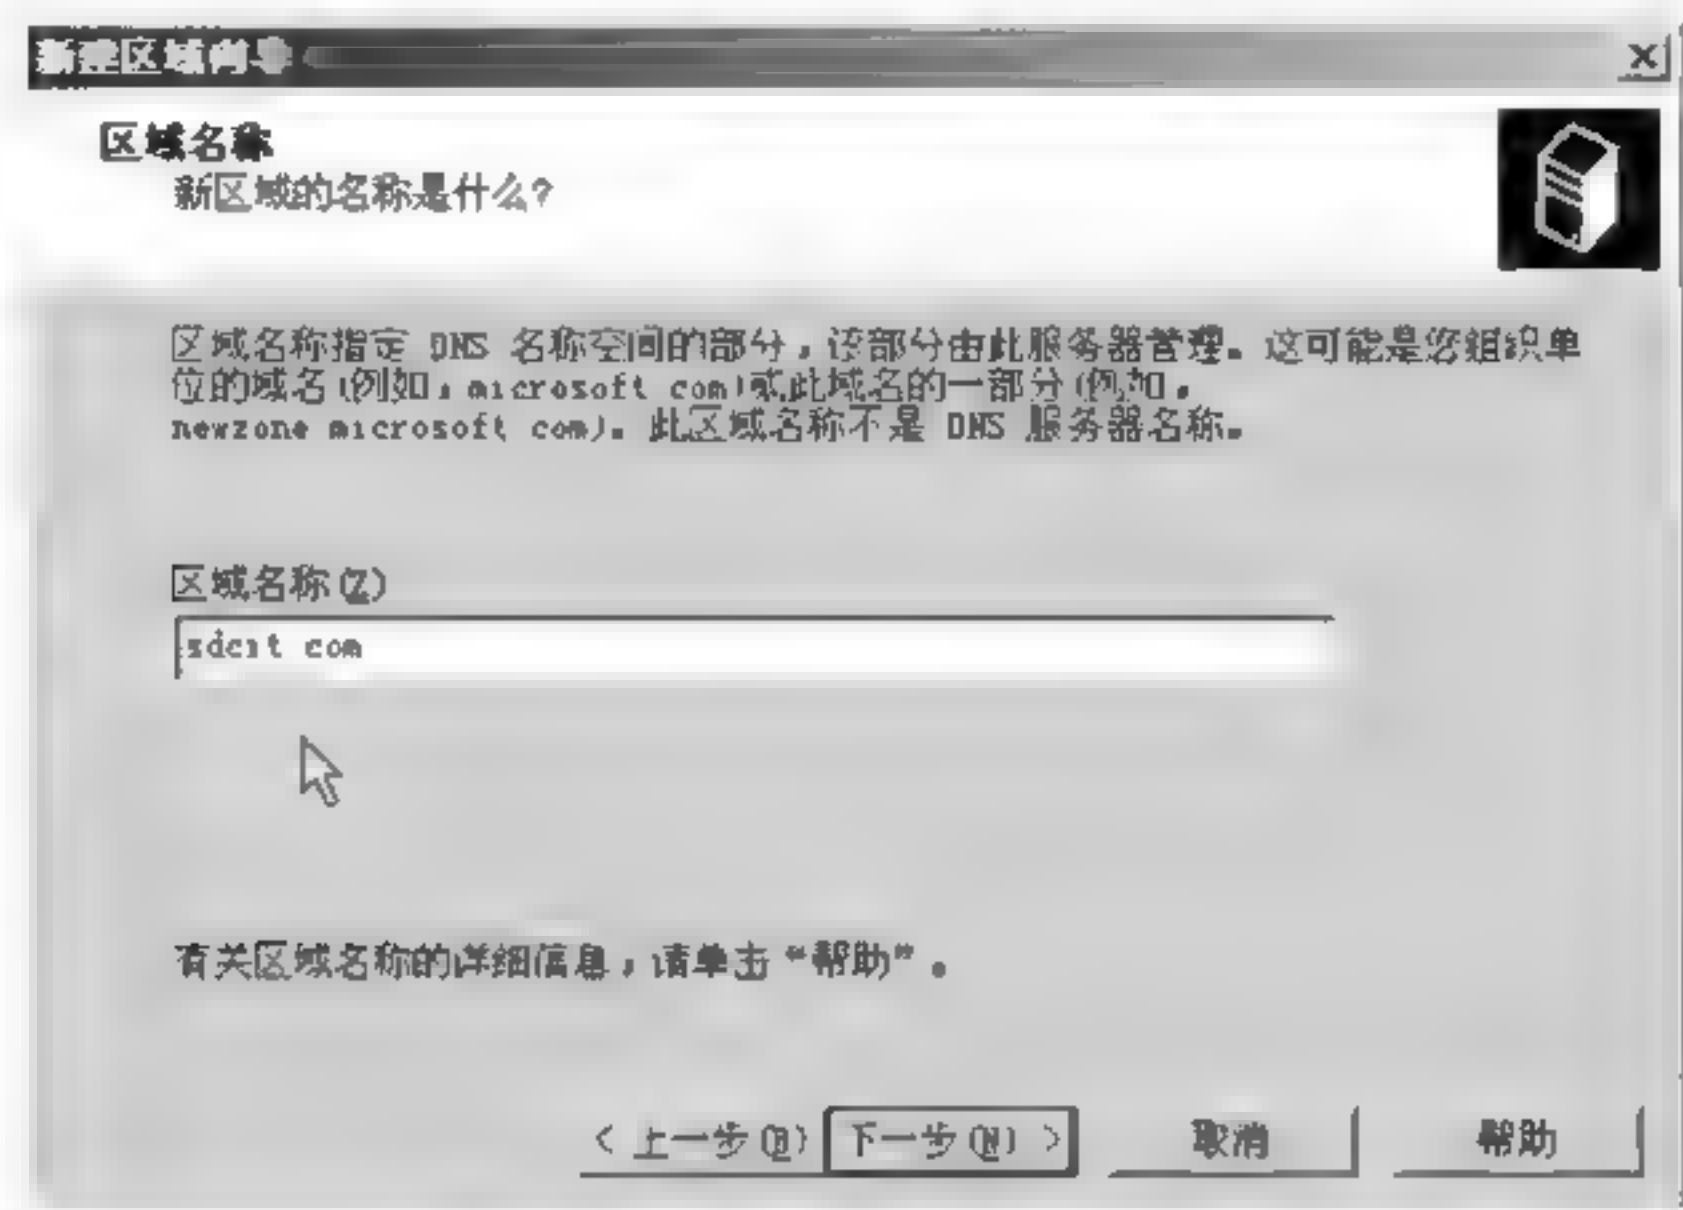 新建区域向导
区域名称
新区域的名称是什么?
区域名称指定 DNS 名称空间的部分，该部分由此服务器管理。这可能是您组织单
位的域名(例如，microsoft com)或此域名的一部分(例如，
newzone microsoft com)。此区域名称不是 DNS 服务器名称。
区域名称(Z)
sdcit com
有关区域名称的详细信息，请单击“帮助”。
< 上一步(B) 下一步(N) > 取消 帮助